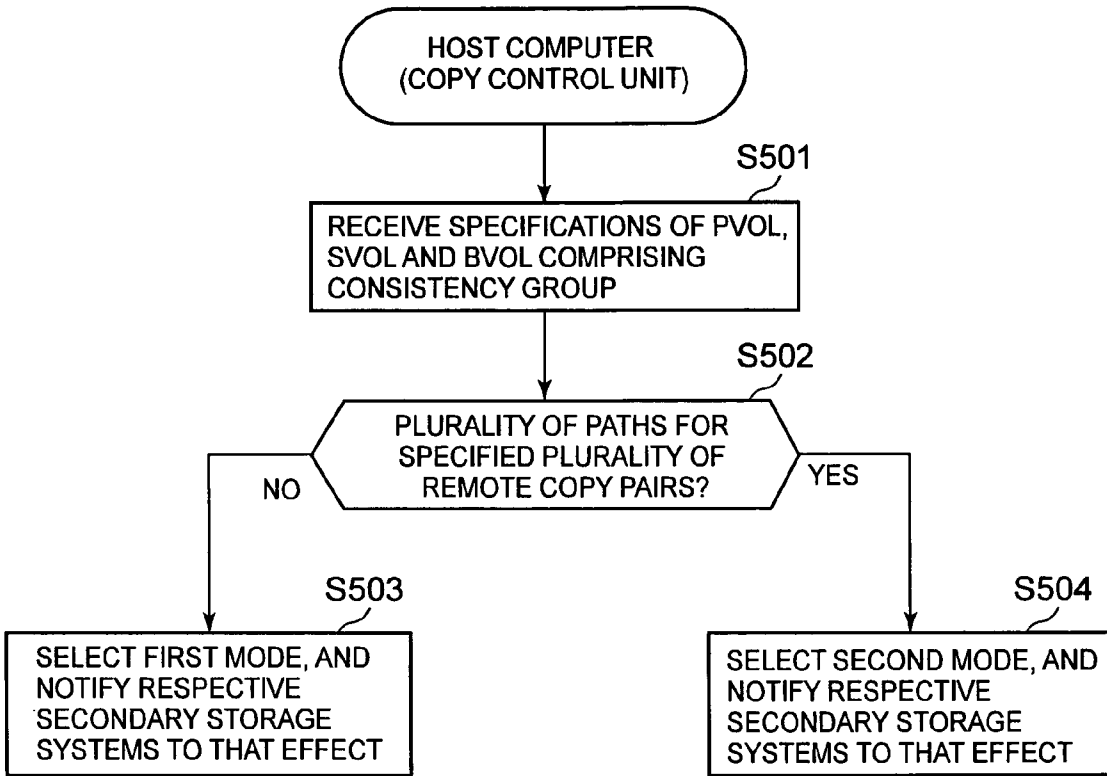 HOST COMPUTER
(COPY CONTROL UNIT)
S501
RECEIVE SPECIFICATIONS OF PVOL,
SVOL AND BVOL COMPRISING
CONSISTENCY GROUP
S502
PLURALITY OF PATHS FOR
SPECIFIED PLURALITY OF
REMOTE COPY PAIRS?
NO
YES
S503
SELECT FIRST MODE, AND
NOTIFY RESPECTIVE
SECONDARY STORAGE
SYSTEMS TO THAT EFFECT
S504
SELECT SECOND MODE, AND
NOTIFY RESPECTIVE
SECONDARY STORAGE
SYSTEMS TO THAT EFFECT